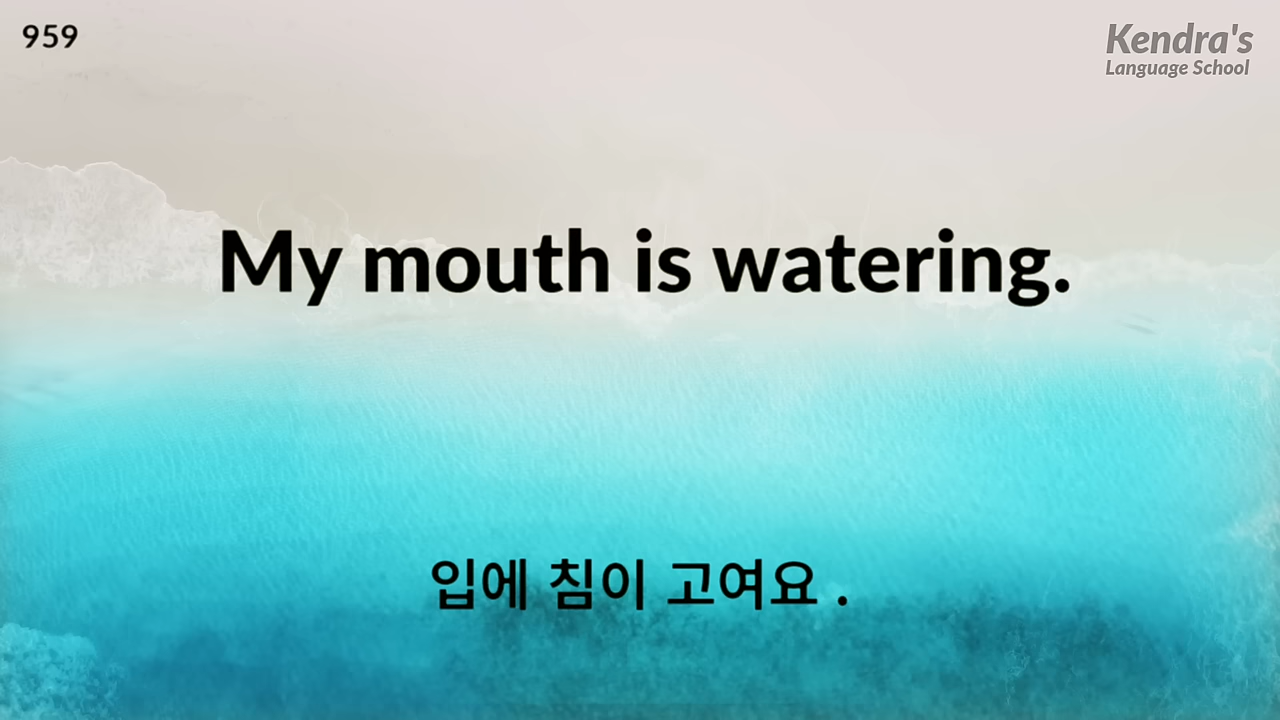 959
Kendra's
Language School
My mouth is watering.
입에 침이 고여요 .